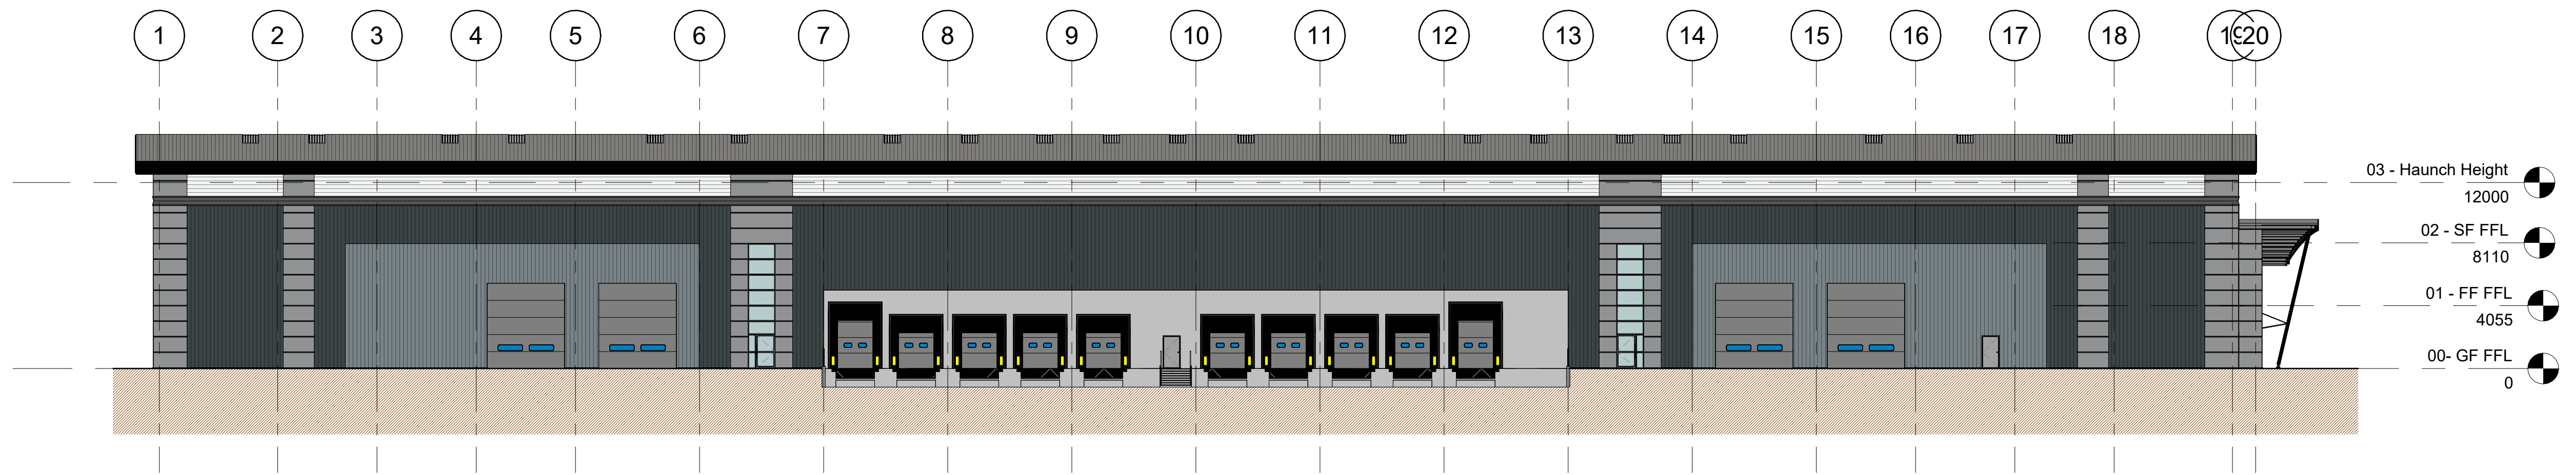 1 2 3 4 5 6 7 8 9 10 11 12 13 14 15 16 17 18 19 20
03 - Haunch Height
12000
02 - SF FFL
8110
01 - FF FFL
4055
00- GF FFL
0